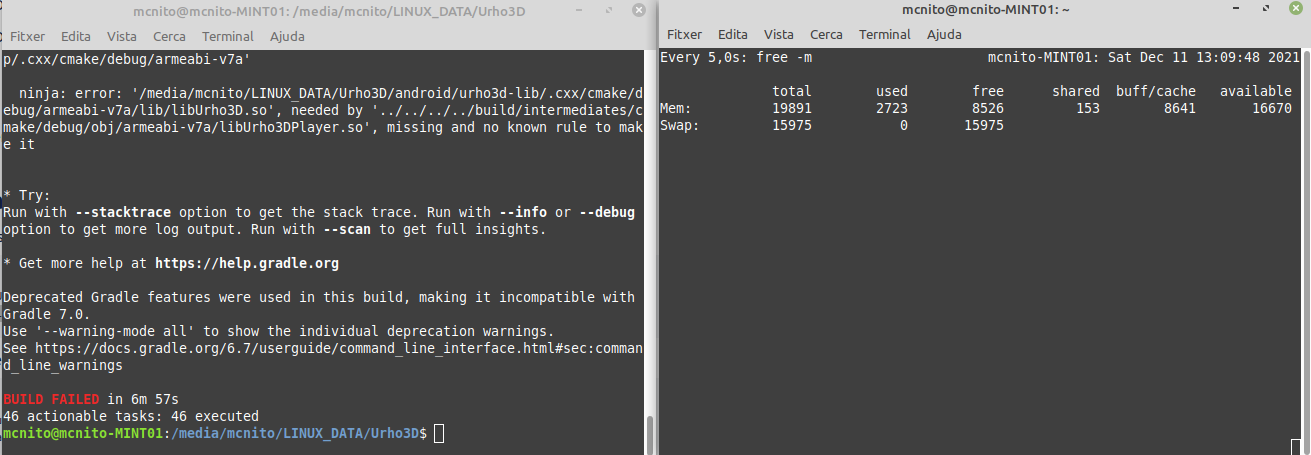 mcnito@mcnito-MINT01: /media/mcnito/LINUX_DATA/Urho3D
Fitxer Edita Vista Cerca Terminal Ajuda
p/.cxx/cmake/debug/armeabi-v7a'
ninja: error: '/media/mcnito/LINUX_DATA/Urho3D/android/urho3d-lib/.cxx/cmake/d
ebug/armeabi-v7a/lib/libUrho3D.so', needed by '../../../../build/intermediates/c
make/debug/obj/armeabi-v7a/libUrho3DPlayer.so', missing and no known rule to mak
e it
* Try:
Run with --stacktrace option to get the stack trace. Run with --info or --debug
option to get more log output. Run with --scan to get full insights.
* Get more help at https://help.gradle.org
Deprecated Gradle features were used in this build, making it incompatible with
Gradle 7.0.
Use '--warning-mode all' to show the individual deprecation warnings.
See https://docs.gradle.org/6.7/userguide/command_line_interface.html#sec:comman
d_line_warnings
BUILD FAILED in 6m 57s
46 actionable tasks: 46 executed
mcnito@mcnito-MINT01:/media/mcnito/LINUX_DATA/Urho3D$
mcnito@mcnito-MINT01: ~
Fitxer Edita Vista Cerca Terminal Ajuda
Every 5,0s: free -m mcnito-MINT01: Sat Dec 11 13:09:48 2021
total used free shared buff/cache available
Mem: 19891 2723 8526 153 8641 16670
Swap: 15975 0 15975